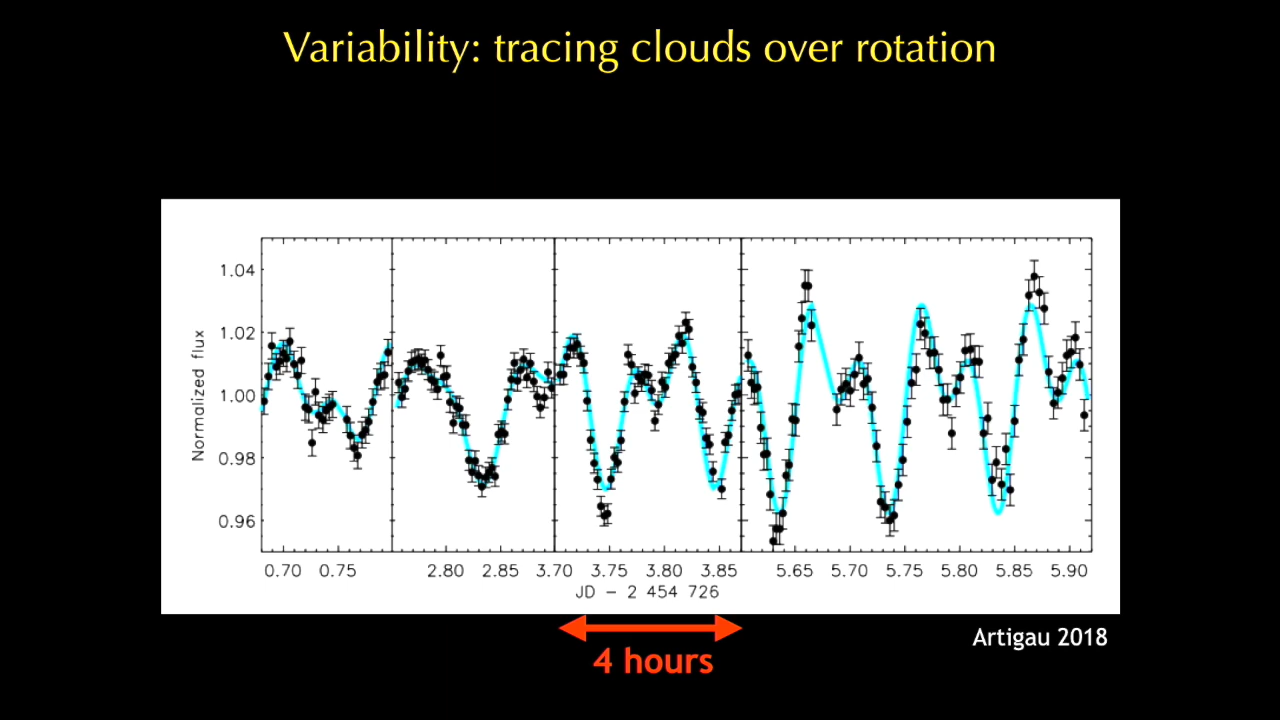 Variability: tracing clouds over rotation
1.04
1.02
1.00
0.98
0.96
Normalized flux
0.70 0.75 2.80 2.85 3.70 3.75 3.80 3.85 5.65 5.70 5.75 5.80 5.85 5.90
JD – 2 454 726
4 hours
Artigau 2018